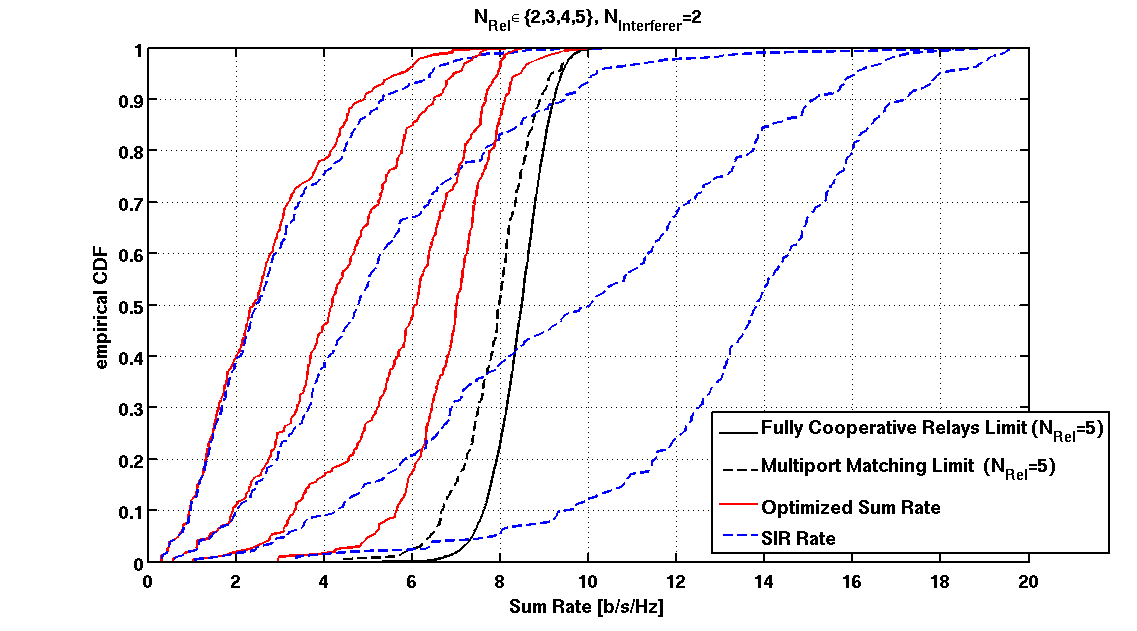 N_Rel ∈ {2,3,4,5}, N_Interferer=2
1
0.9
0.8
0.7
0.6
0.5
0.4
0.3
0.2
0.1
0
empirical CDF
Fully Cooperative Relays Limit (N_Rel=5)
Multiport Matching Limit (N_Rel=5)
Optimized Sum Rate
SIR Rate
0 2 4 6 8 10 12 14 16 18 20
Sum Rate [b/s/Hz]